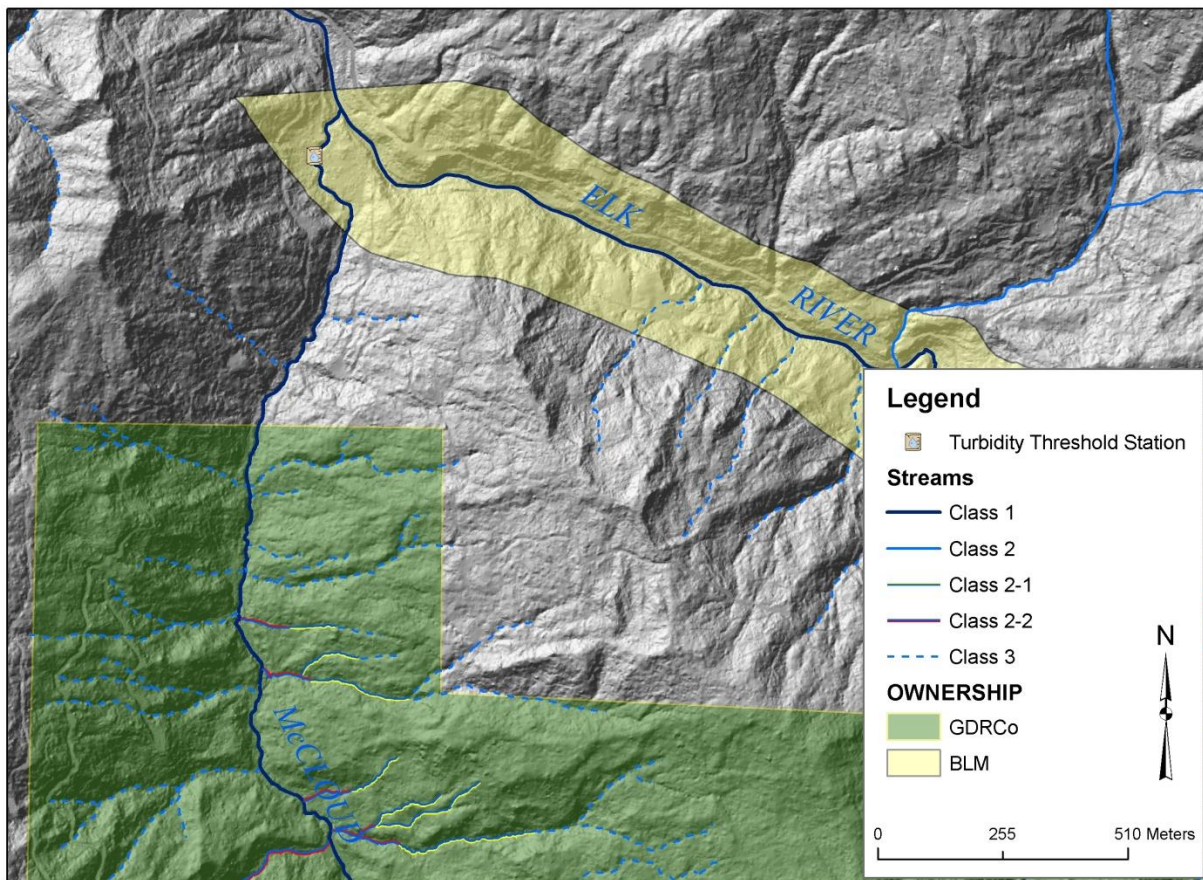 ELK
RIVER
McCLOUD
Legend
Turbidity Threshold Station
Streams
Class 1
Class 2
Class 2-1
Class 2-2
Class 3
OWNERSHIP
GDRCo
BLM
N
0 255 510 Meters